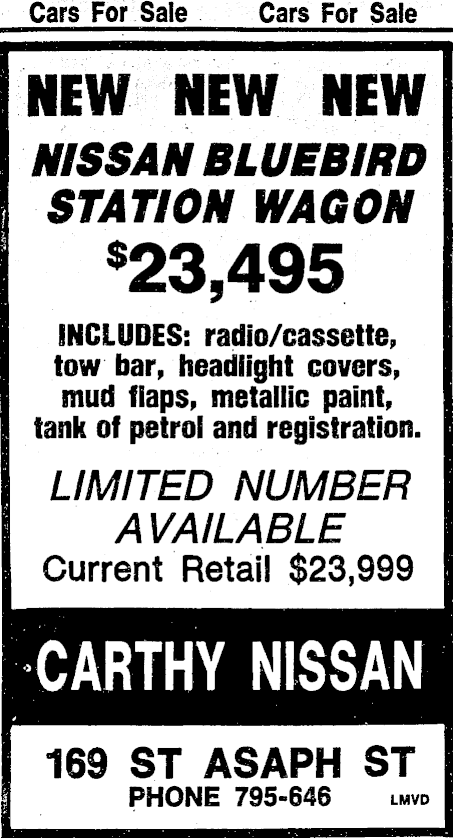 Cars For Sale Cars For Sale
NEW NEW NEW
NISSAN BLUEBIRD
STATION WAGON
$23,495
INCLUDES: radio/cassette,
tow bar, headlight covers,
mud flaps, metallic paint,
tank of petrol and registration.
LIMITED NUMBER
AVAILABLE
Current Retail $23,999
CARTHY NISSAN
169 ST ASAPH ST
PHONE 795-646 LMVD